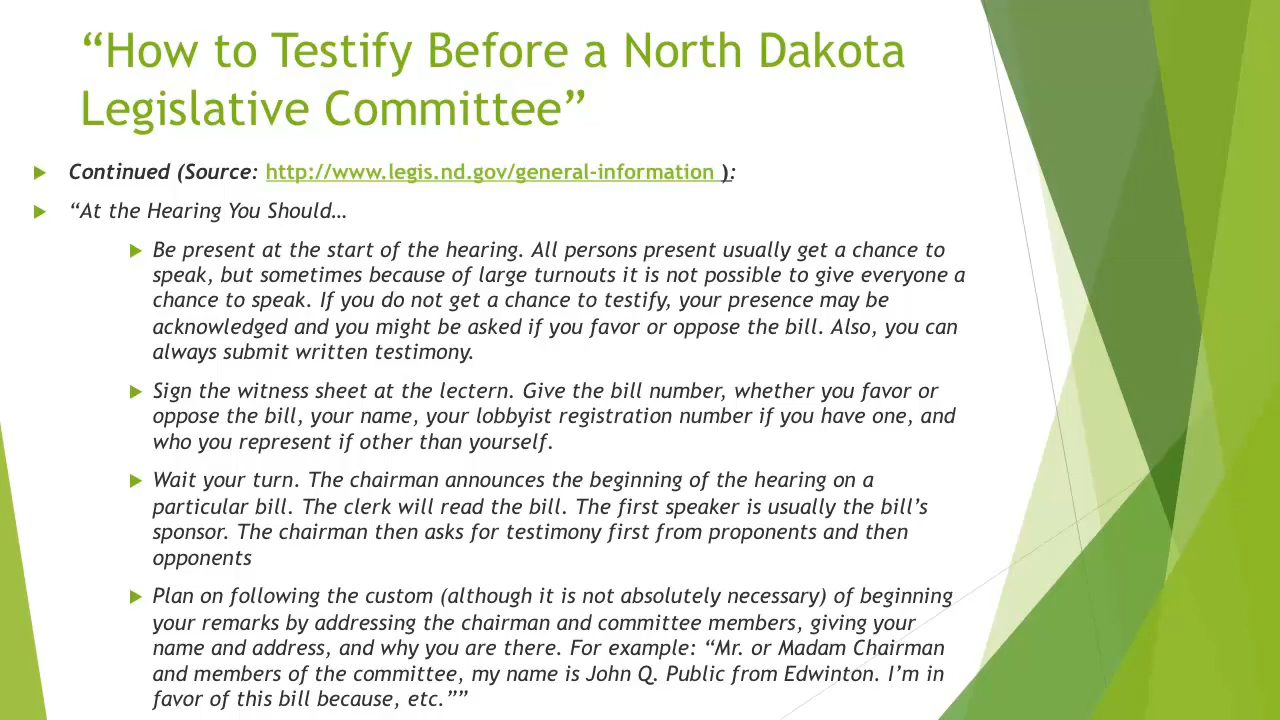 “How to Testify Before a North Dakota
Legislative Committee”
Continued (Source: http://www.legis.nd.gov/general-information ):
“At the Hearing You Should…
Be present at the start of the hearing. All persons present usually get a chance to
speak, but sometimes because of large turnouts it is not possible to give everyone a
chance to speak. If you do not get a chance to testify, your presence may be
acknowledged and you might be asked if you favor or oppose the bill. Also, you can
always submit written testimony.
Sign the witness sheet at the lectern. Give the bill number, whether you favor or
oppose the bill, your name, your lobbyist registration number if you have one, and
who you represent if other than yourself.
Wait your turn. The chairman announces the beginning of the hearing on a
particular bill. The clerk will read the bill. The first speaker is usually the bill’s
sponsor. The chairman then asks for testimony first from proponents and then
opponents
Plan on following the custom (although it is not absolutely necessary) of beginning
your remarks by addressing the chairman and committee members, giving your
name and address, and why you are there. For example: “Mr. or Madam Chairman
and members of the committee, my name is John Q. Public from Edwinton. I’m in
favor of this bill because, etc.””